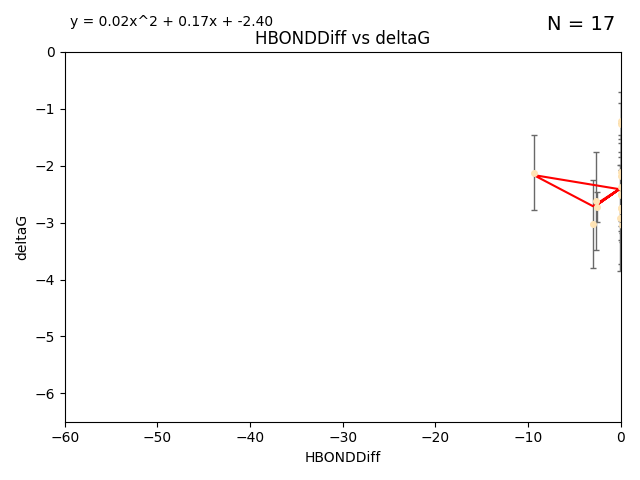 y = 0.02x^2 + 0.17x + -2.40
N = 17
HBONDDiff vs deltaG
0
−1
−2
−3
−4
−5
−6
deltaG
−60
−50
−40
−30
−20
−10
0
HBONDDiff